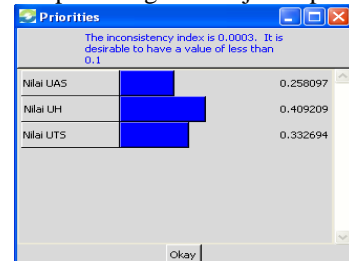 Priorities
The inconsistency index is 0.0003. It is
desirable to have a value of less than
0.1
Nilai UAS 0.258097
Nilai UH 0.409209
Nilai UTS 0.332694
Okay